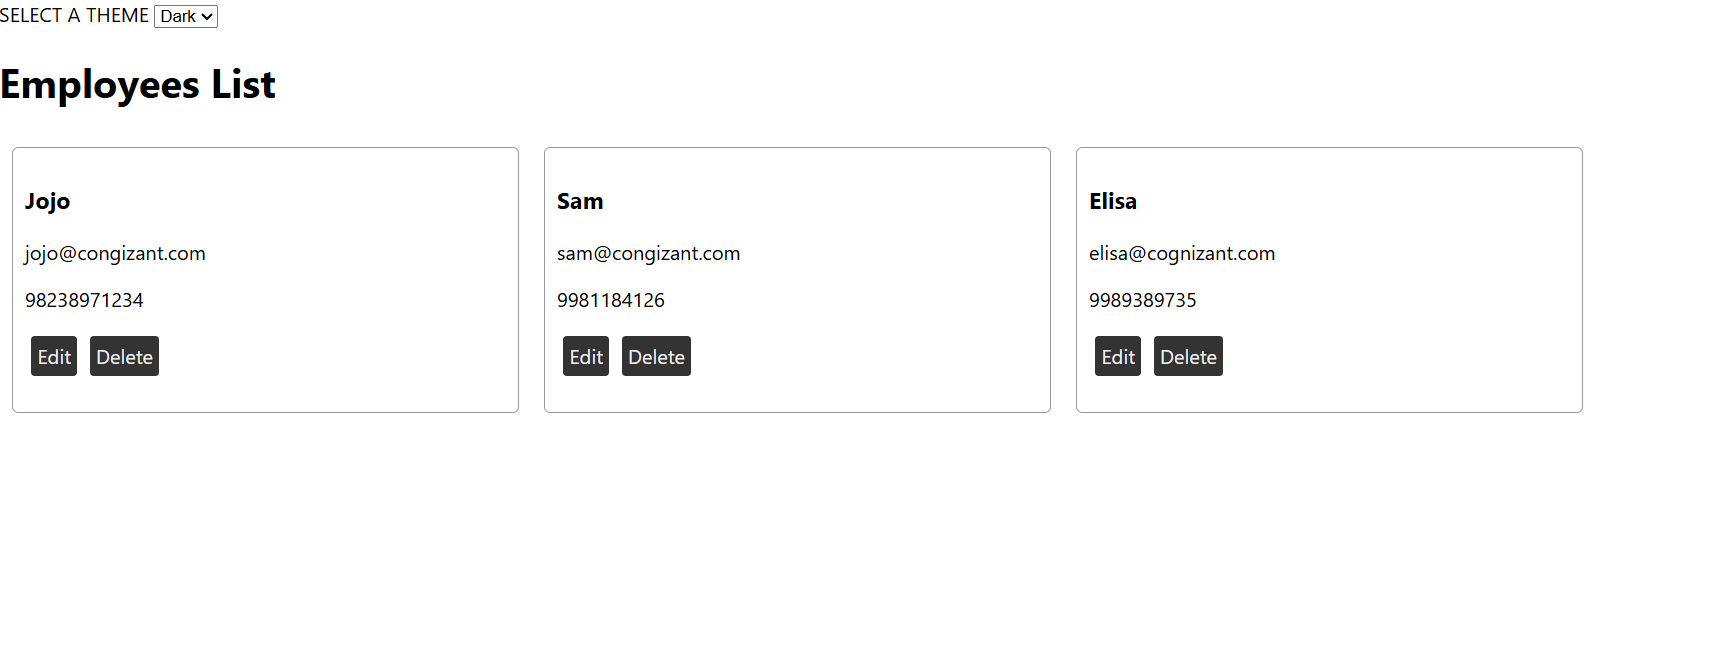 SELECT A THEME Dark
Employees List
Jojo
jojo@congizant.com
98238971234
Edit Delete
Sam
sam@congizant.com
9981184126
Edit Delete
Elisa
elisa@cognizant.com
9989389735
Edit Delete